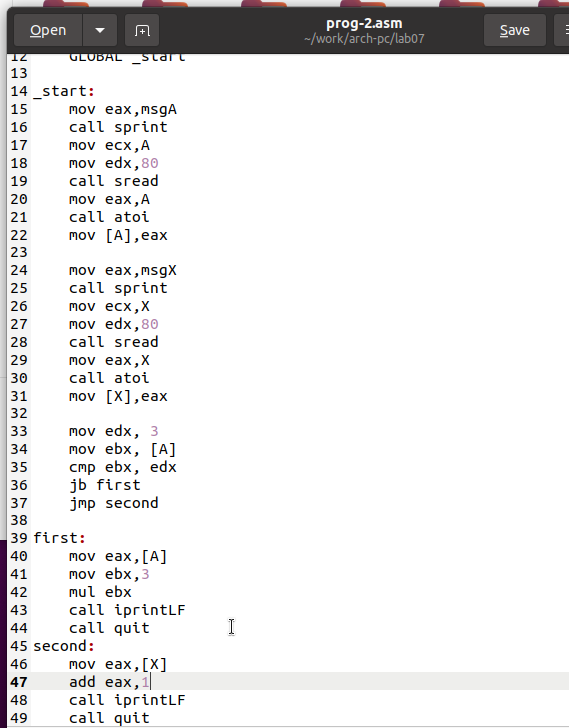 Open
prog-2.asm
~/work/arch-pc/lab07
Save
12     GLOBAL _start
13
14 _start:
15     mov eax,msgA
16     call sprint
17     mov ecx,A
18     mov edx,80
19     call sread
20     mov eax,A
21     call atoi
22     mov [A],eax
23
24     mov eax,msgX
25     call sprint
26     mov ecx,X
27     mov edx,80
28     call sread
29     mov eax,X
30     call atoi
31     mov [X],eax
32
33     mov edx, 3
34     mov ebx, [A]
35     cmp ebx, edx
36     jb first
37     jmp second
38
39 first:
40     mov eax,[A]
41     mov ebx,3
42     mul ebx
43     call iprintLF
44     call quit
45 second:
46     mov eax,[X]
47     add eax,1
48     call iprintLF
49     call quit